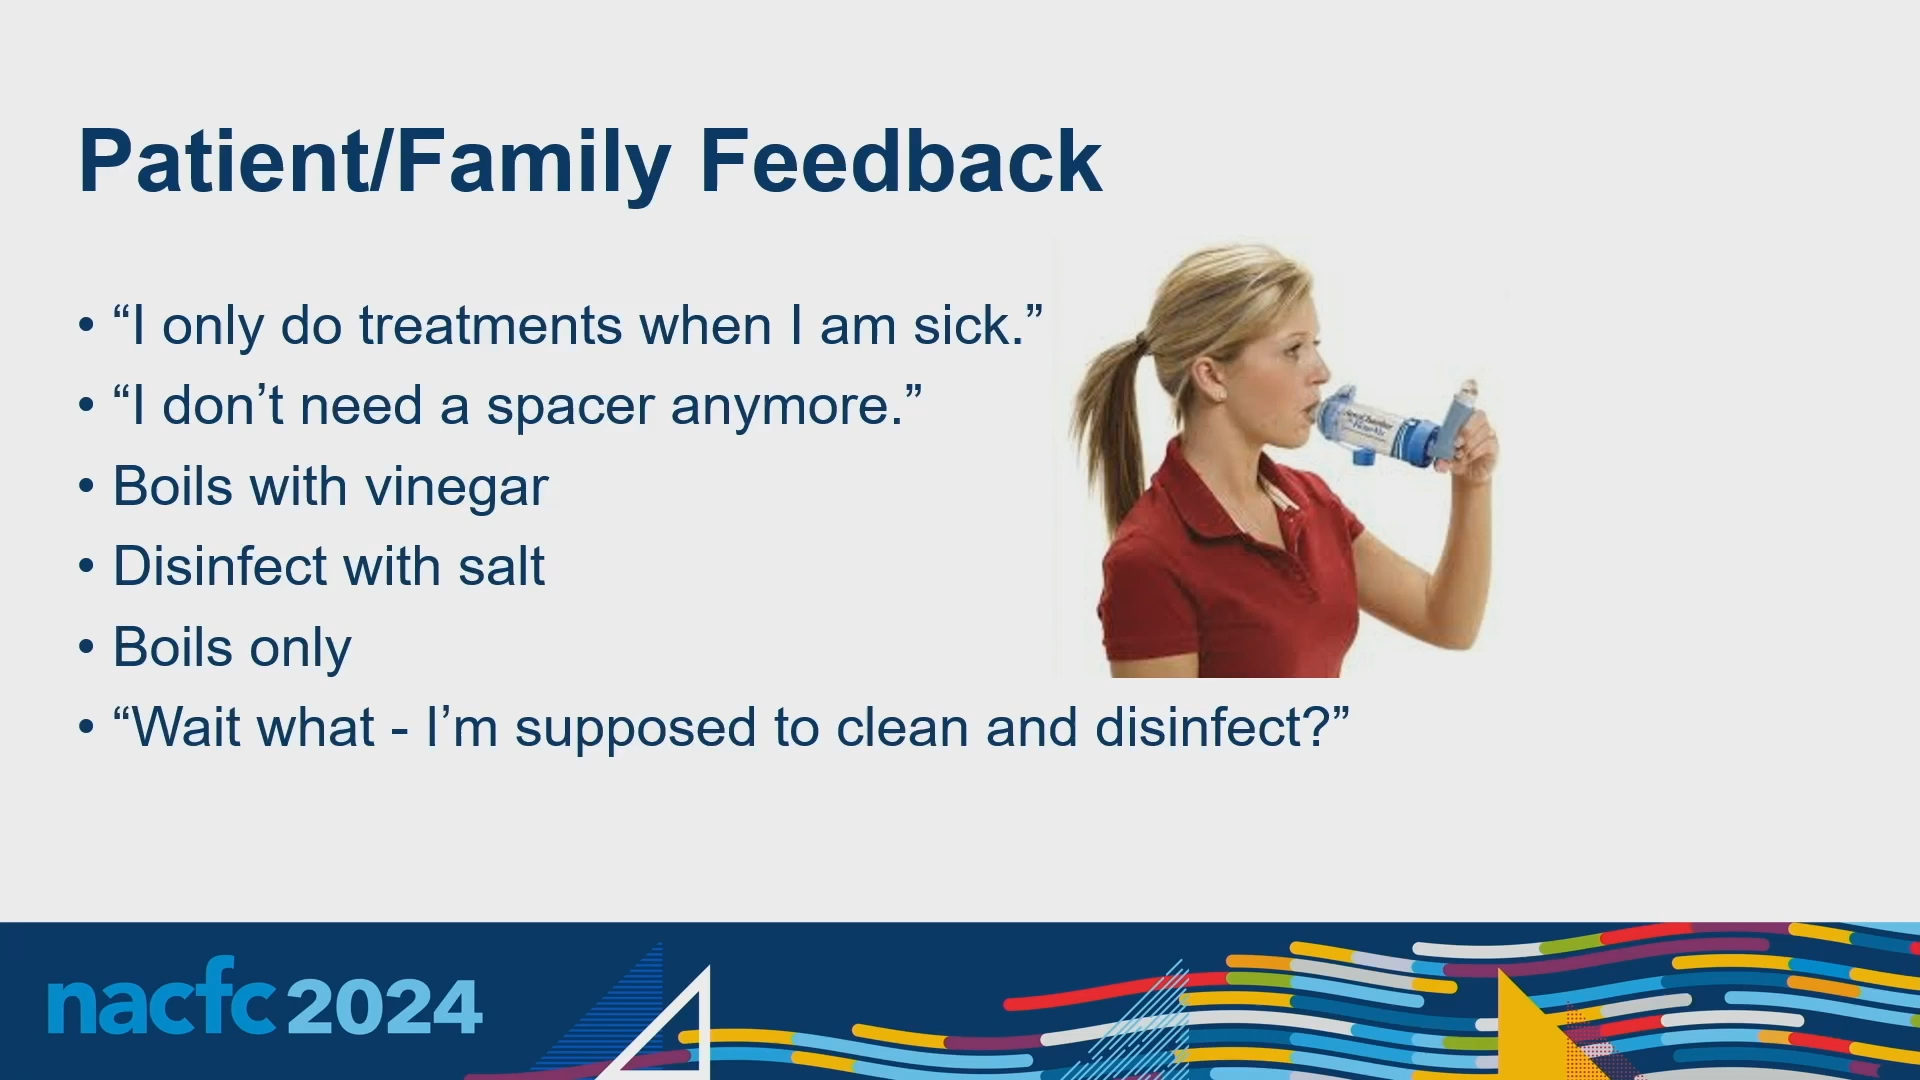 Patient/Family Feedback
• “I only do treatments when I am sick.”
• “I don’t need a spacer anymore.”
• Boils with vinegar
• Disinfect with salt
• Boils only
• “Wait what - I’m supposed to clean and disinfect?”
nacfc 2024